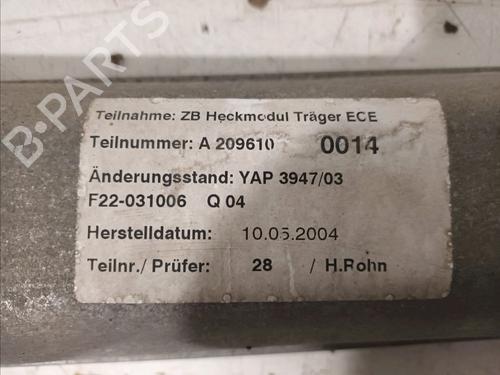 Teilnahme: ZB Heckmodul Träger ECE
Teilnummer: A 209610 0014
Änderungsstand: YAP 3947/03
F22-031006 Q 04
Herstelldatum: 10.05.2004
Teilnr./ Prüfer: 28 / H.Rohn
B-Parts